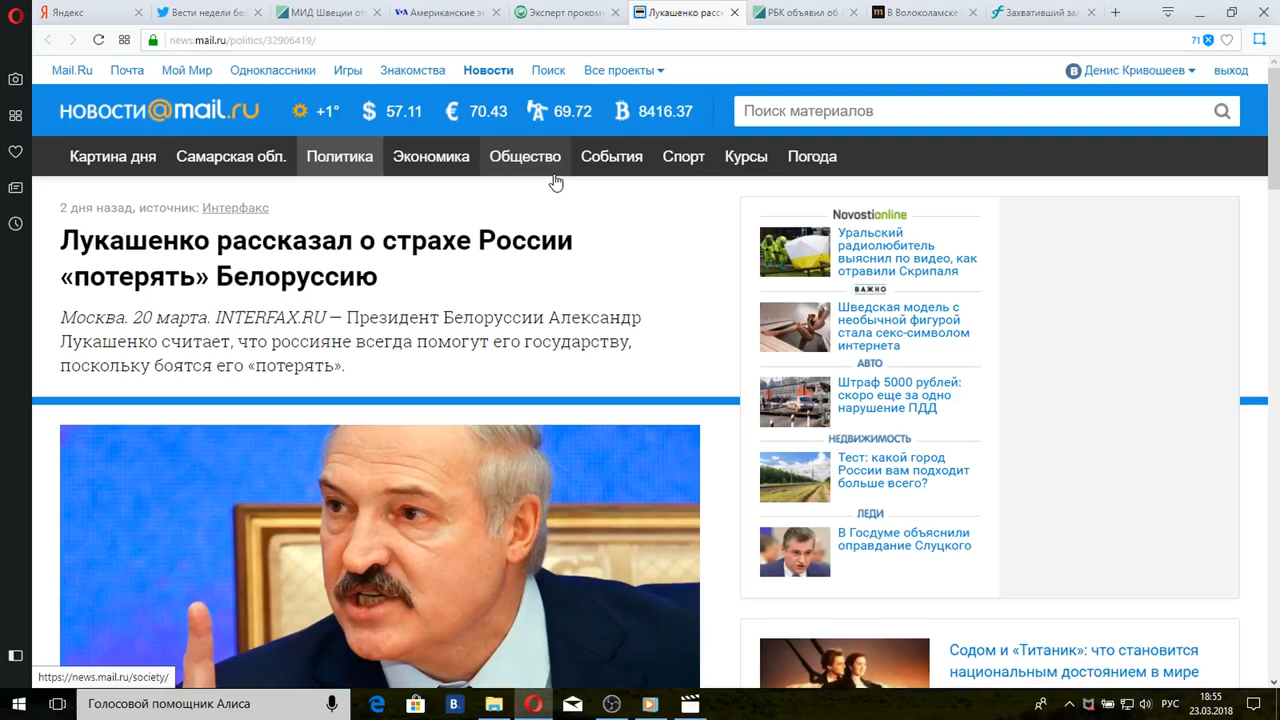 Яндекс
Вести недели без
МИД Швеции отв
Американские эк
Эксперт прокоме
Лукашенко расс
РБК объявил об у
В Волоколамске
Захвативший зал
news.mail.ru/politics/32906419/
71
Mail.Ru Почта Мой Мир Одноклассники Игры Знакомства Новости Поиск Все проекты
Денис Кривошеев выход
НОВОСТИ@mail.ru +1° $ 57.11 € 70.43 69.72 8416.37
Поиск материалов
Картина дня Самарская обл. Политика Экономика Общество События Спорт Курсы Погода
2 дня назад, источник: Интерфакс
Лукашенко рассказал о страхе России
«потерять» Белоруссию
Москва. 20 марта. INTERFAX.RU — Президент Белоруссии Александр
Лукашенко считает, что россияне всегда помогут его государству,
поскольку боятся его «потерять».
Novostionline
Уральский
радиолюбитель
выяснил по видео, как
отравили Скрипаля
ВАЖНО
Шведская модель с
необычной фигурой
стала секс-символом
интернета
АВТО
Штраф 5000 рублей:
скоро еще за одно
нарушение ПДД
НЕДВИЖИМОСТЬ
Тест: какой город
России вам подходит
больше всего?
ЛЕДИ
В Госдуме объяснили
оправдание Слуцкого
Содом и «Титаник»: что становится
национальным достоянием в мире
https://news.mail.ru/society/
Голосовой помощник Алиса
РУС
18:55
23.03.2018